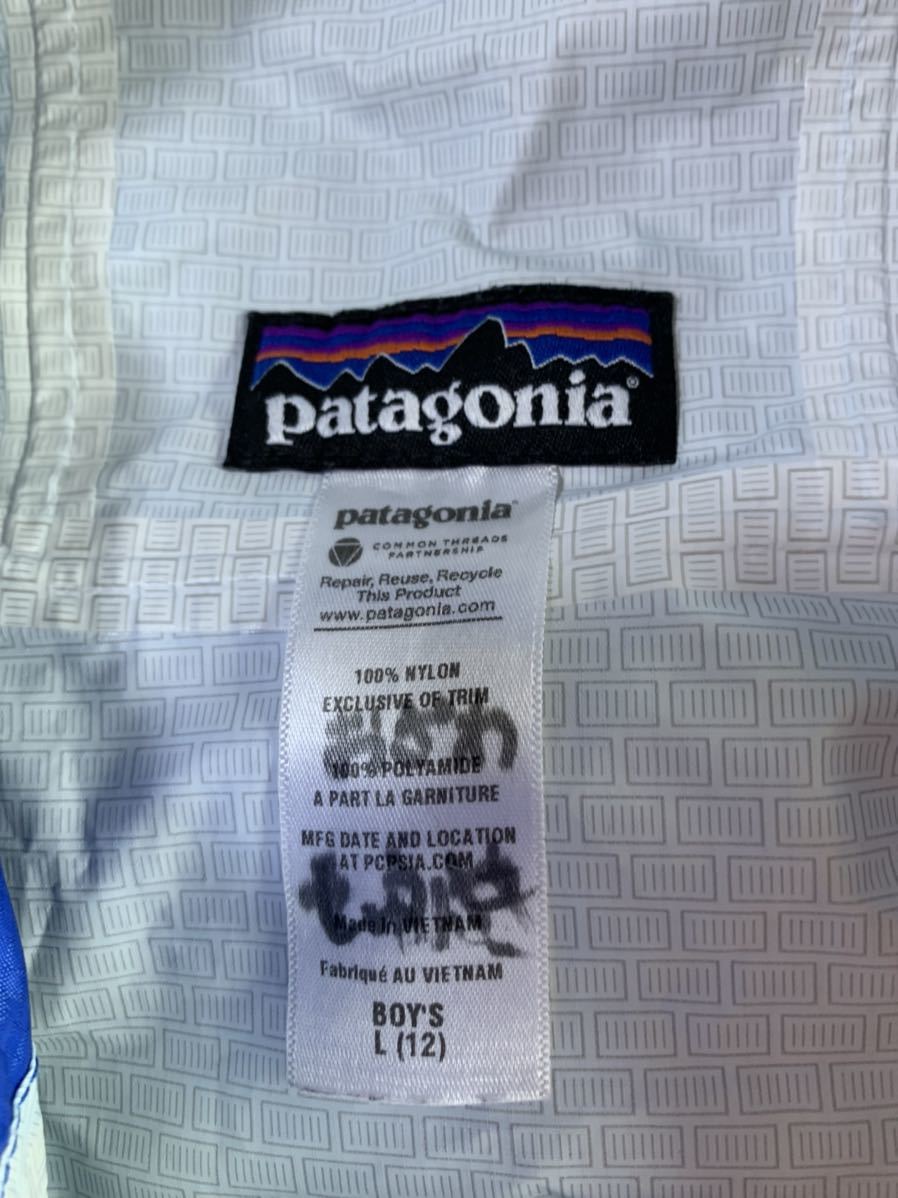 patagonia®
patagonia
COMMON THREADS
PARTNERSHIP
Repair, Reuse, Recycle
This Product
www.patagonia.com
100% NYLON
EXCLUSIVE OF TRIM
100% POLYAMIDE
A PART LA GARNITURE
MFG DATE AND LOCATION
AT PCPSIA.COM
Made in VIETNAM
Fabriqué AU VIETNAM
BOY'S
L (12)